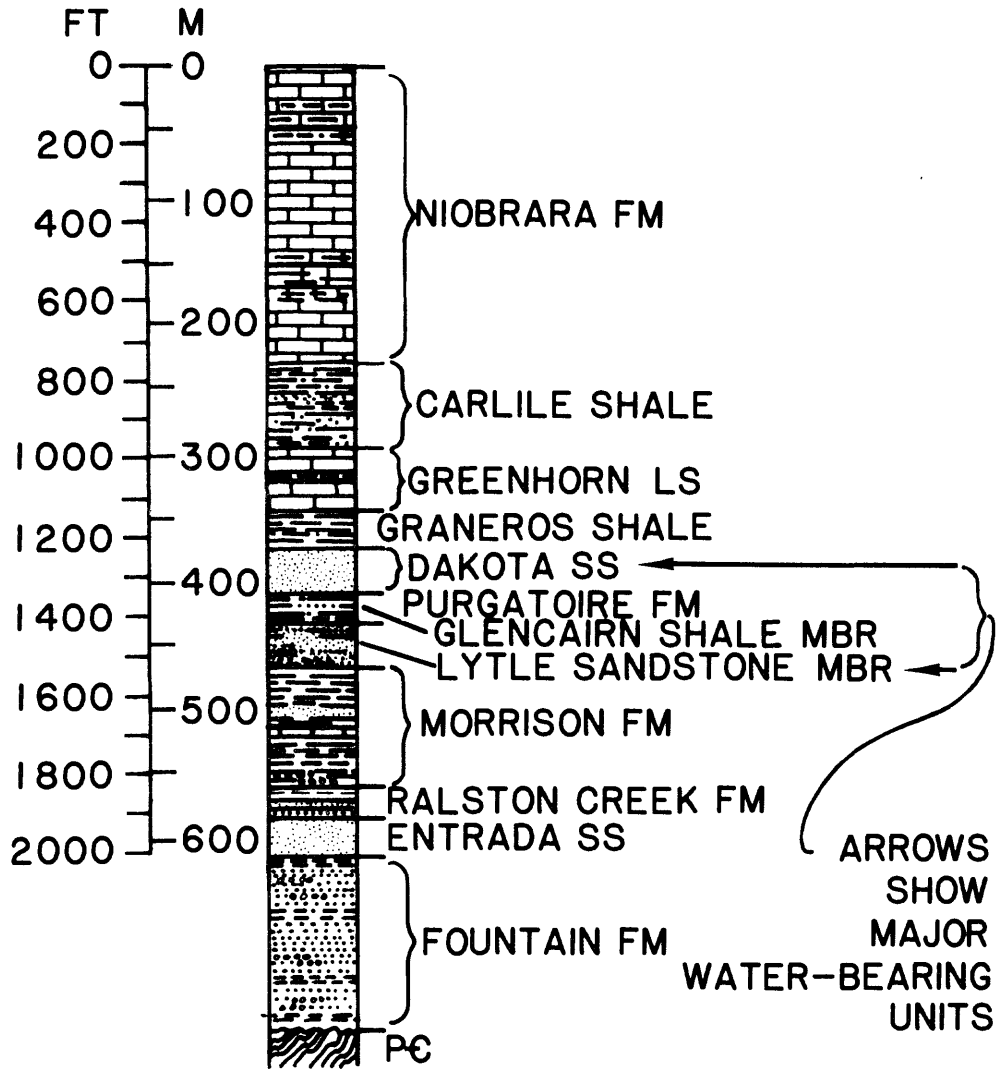 FT M
0 0
200
100
400
NIOBRARA FM
600
200
800
CARLILE SHALE
1000 300
GREENHORN LS
1200
GRANEROS SHALE
DAKOTA SS
400
PURGATOIRE FM
1400
GLENCAIRN SHALE MBR
LYTLE SANDSTONE MBR
1600
500
MORRISON FM
1800
RALSTON CREEK FM
2000 600
ENTRADA SS
ARROWS
SHOW
MAJOR
WATER-BEARING
UNITS
FOUNTAIN FM
P-Є